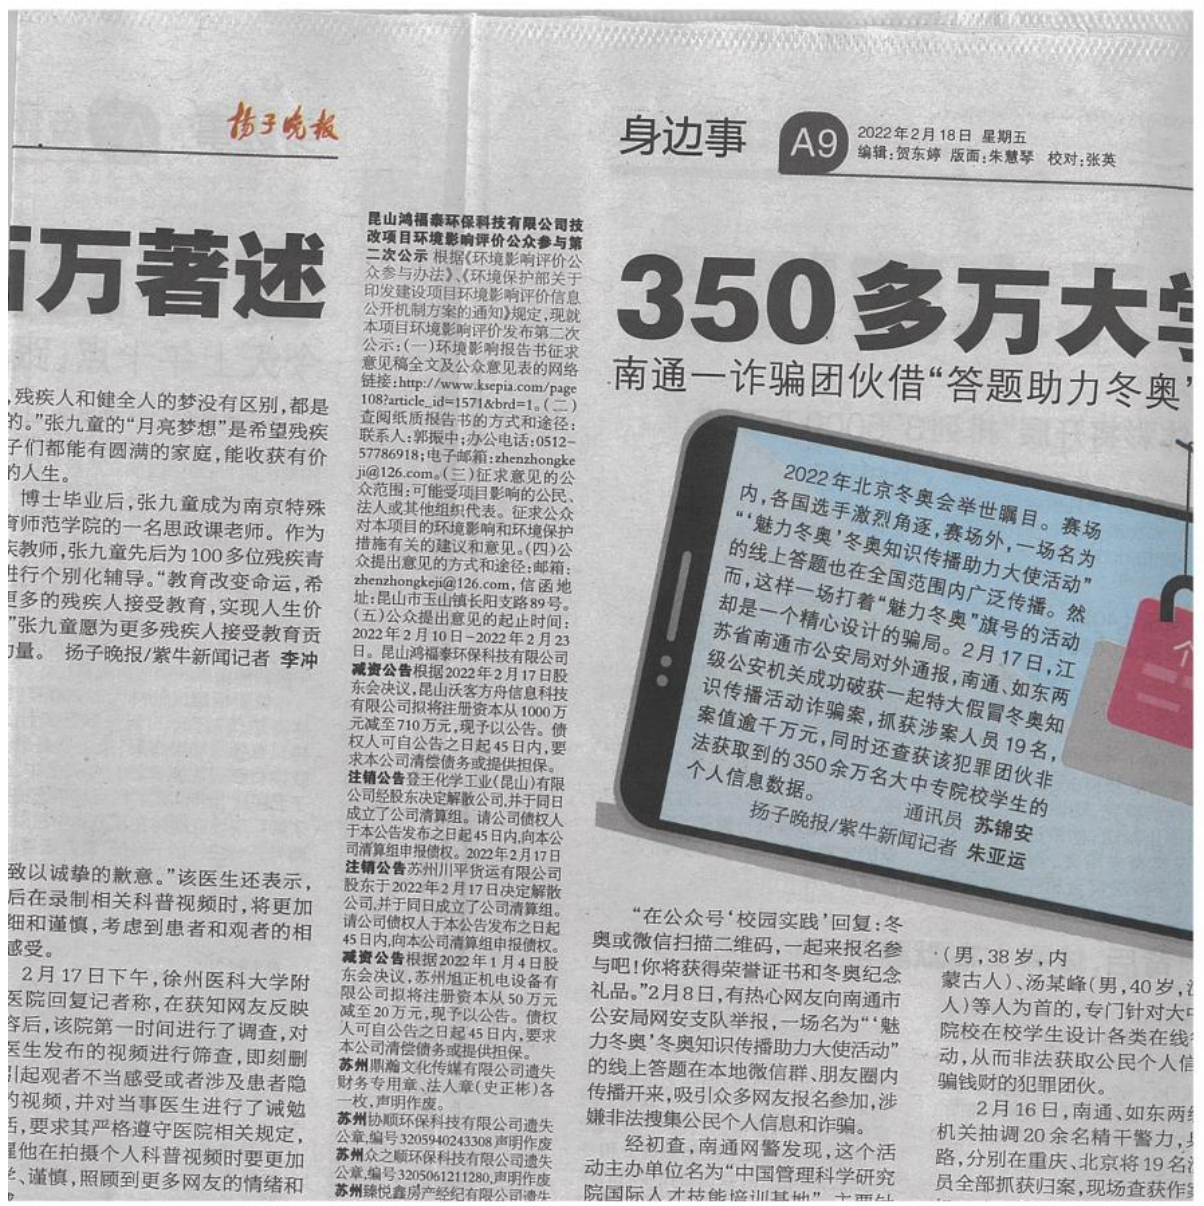 扬子晚报
万著述
,残疾人和健全人的梦没有区别,都是
的。”张九童的“月亮梦想”是希望残疾
子们都能有圆满的家庭,能收获有价
的人生。
博士毕业后,张九童成为南京特殊
育师范学院的一名思政课老师。作为
疾教师,张九童先后为100多位残疾青
进行个别化辅导。“教育改变命运,希
更多的残疾人接受教育,实现人生价
”张九童愿为更多残疾人接受教育贡
力量。 扬子晚报/紫牛新闻记者 李冲
致以诚挚的歉意。”该医生还表示,
后在录制相关科普视频时,将更加
细和谨慎,考虑到患者和观者的相
感受。
2月17日下午,徐州医科大学附
医院回复记者称,在获知网友反映
容后,该院第一时间进行了调查,对
医生发布的视频进行筛查,即刻删
引起观者不当感受或者涉及患者隐
的视频,并对当事医生进行了诫勉
话,要求其严格遵守医院相关规定,
醒他在拍摄个人科普视频时要更加
、谨慎,照顾到更多网友的情绪和
昆山鸿福泰环保科技有限公司技
改项目环境影响评价公众参与第
二次公示 根据《环境影响评价公
众参与办法》、《环境保护部关于
印发建设项目环境影响评价信息
公开机制方案的通知》规定,现就
本项目环境影响评价发布第二次
公示:(一)环境影响报告书征求
意见稿全文及公众意见表的网络
链接:http://www.ksepia.com/page
108?article_id=1571&brd=1。(二)
查阅纸质报告书的方式和途径:
联系人:郭振中;办公电话:0512-
57786918;电子邮箱:zhenzhongke
ji@126.com。(三)征求意见的公
众范围:可能受项目影响的公民、
法人或其他组织代表。征求公众
对本项目的环境影响和环境保护
措施有关的建议和意见。(四)公
众提出意见的方式和途径:邮箱:
zhenzhongkeji@126.com,信函地
址:昆山市玉山镇长阳支路89号。
(五)公众提出意见的起止时间:
2022年2月10日-2022年2月23
日。昆山鸿福泰环保科技有限公司
减资公告根据2022年2月17日股
东会决议,昆山沃客方舟信息科技
有限公司拟将注册资本从1000万
元减至710万元,现予以公告。债
权人可自公告之日起45日内,要
求本公司清偿债务或提供担保。
注销公告登王化学工业(昆山)有限
公司经股东决定解散公司,并于同日
成立了公司清算组。请公司债权人
于本公告发布之日起45日内,向本公
司清算组申报债权。2022年2月17日
注销公告苏州川平货运有限公司
股东于2022年2月17日决定解散
公司,并于同日成立了公司清算组。
请公司债权人于本公告发布之日起
45日内,向本公司清算组申报债权。
减资公告根据2022年1月4日股
东会决议,苏州旭正机电设备有
限公司拟将注册资本从50万元
减至20万元,现予以公告。债权
人可自公告之日起45日内,要求
本公司清偿债务或提供担保。
苏州鼎瀚文化传媒有限公司遗失
财务专用章、法人章(史正彬)各
一枚,声明作废。
苏州协顺环保科技有限公司遗失
公章,编号3205940243308声明作废
苏州众之顺环保科技有限公司遗失
公章,编号3205061211280,声明作废
苏州臻悦鑫房产经纪有限公司遗失
身边事 A9 2022年2月18日 星期五
编辑:贺东婷 版面:朱慧琴 校对:张英
350多万大学
南通一诈骗团伙借“答题助力冬奥”
2022年北京冬奥会举世瞩目。赛场
内,各国选手激烈角逐,赛场外,一场名为
“‘魅力冬奥’冬奥知识传播助力大使活动”
的线上答题也在全国范围内广泛传播。然
而,这样一场打着“魅力冬奥”旗号的活动
却是一个精心设计的骗局。2月17日,江
苏省南通市公安局对外通报,南通、如东两
级公安机关成功破获一起特大假冒冬奥知
识传播活动诈骗案,抓获涉案人员19名,
案值逾千万元,同时还查获该犯罪团伙非
法获取到的350余万名大中专院校学生的
个人信息数据。
通讯员 苏锦安
扬子晚报/紫牛新闻记者 朱亚运
个
“在公众号‘校园实践’回复:冬
奥或微信扫描二维码,一起来报名参
与吧!你将获得荣誉证书和冬奥纪念
礼品。”2月8日,有热心网友向南通市
公安局网安支队举报,一场名为“‘魅
力冬奥’冬奥知识传播助力大使活动”
的线上答题在本地微信群、朋友圈内
传播开来,吸引众多网友报名参加,涉
嫌非法搜集公民个人信息和诈骗。
经初查,南通网警发现,这个活
动主办单位名为“中国管理科学研究
院国际人才技能培训基地”,主要针
(男,38岁,内
蒙古人)、汤某峰(男,40岁,
人)等人为首的,专门针对大中
院校在校学生设计各类在线
动,从而非法获取公民个人信
骗钱财的犯罪团伙。
2月16日,南通、如东两级
机关抽调20余名精干警力,
路,分别在重庆、北京将19名
员全部抓获归案,现场查获作案